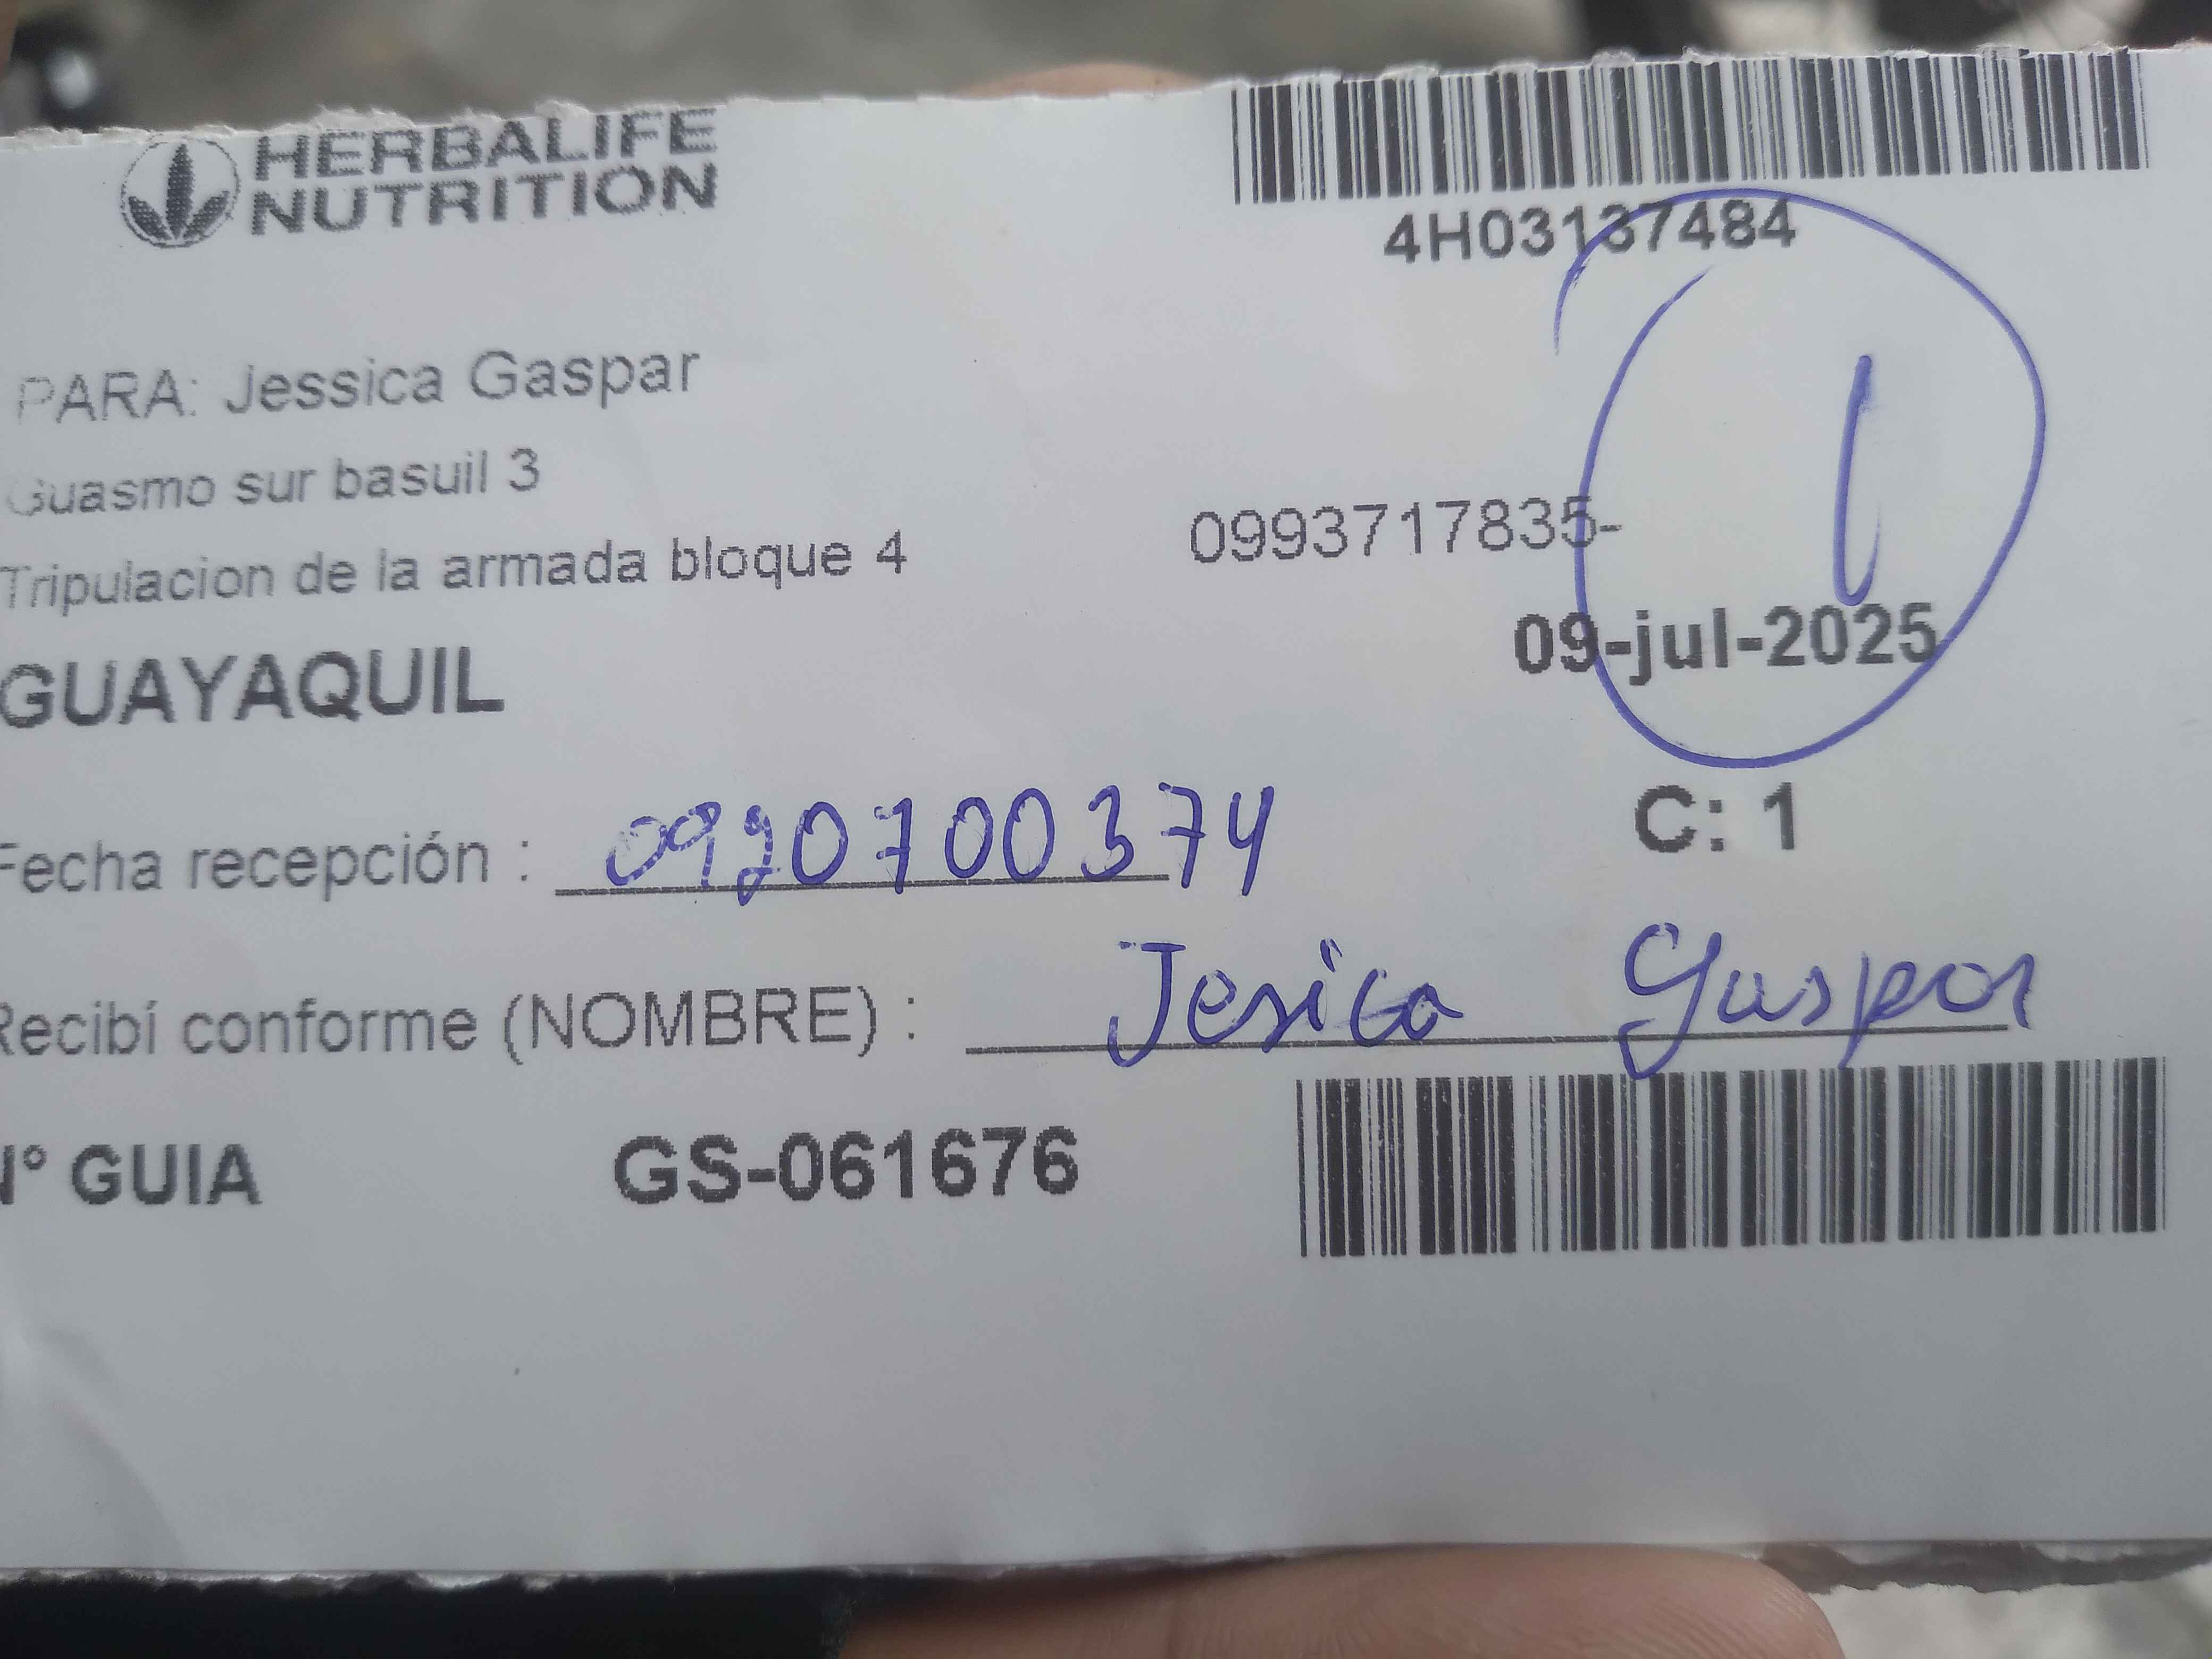 HERBALIFE
NUTRITION
4H03137484
PARA: Jessica Gaspar
Guasmo sur basuil 3
Tripulacion de la armada bloque 4
0993717835-
1
09-jul-2025
GUAYAQUIL
C: 1
Fecha recepción : 0920700374
Recibí conforme (NOMBRE) : Jesica Gaspar
N° GUIA GS-061676